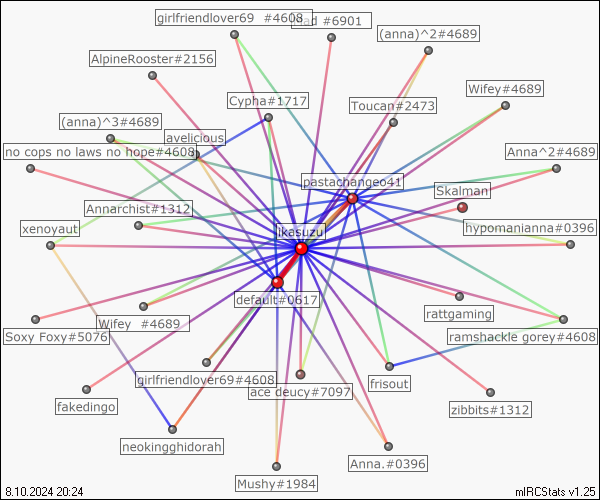 girlfriendlover69 #4608
#6901
(anna)^2#4689
AlpineRooster#2156
Wifey#4689
Cypha#1717
Toucan#2473
(anna)^3#4689
avelicious
no cops no laws no hope#4608
Anna^2#4689
pastachangeo41
Skalman
Annarchist#1312
xenoyaut
ikasuzu
hypomanianna#0396
default#0617
rattgaming
Wifey #4689
Soxy Foxy#5076
ramshackle gorey#4608
girlfriendlover69#4608
ace deucy#7097
frisout
fakedingo
zibbits#1312
neokingghidorah
Anna.#0396
Mushy#1984
8.10.2024 20:24
mIRCStats v1.25